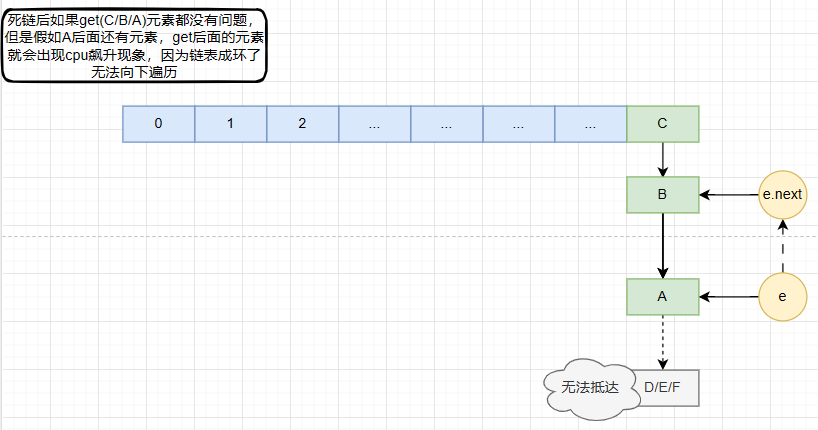 死链后如果get(C/B/A)元素都没有问题，
但是假如A后面还有元素，get后面的元素
就会出现cpu飙升现象，因为链表成环了
无法向下遍历
0 1 2 ... ... ... ... C
B e.next
A e
无法抵达 D/E/F